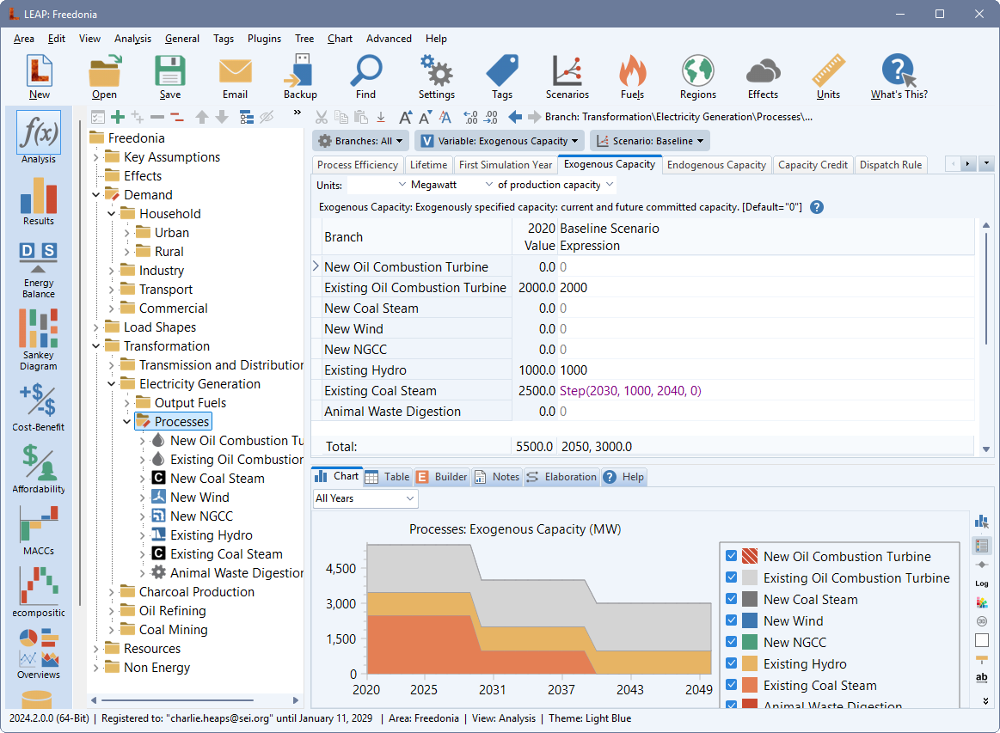 LEAP: Freedonia
Area Edit View Analysis General Tags Plugins Tree Chart Advanced Help
New Open Save Email Backup Find Settings Tags Scenarios Fuels Regions Effects Units What's This?
Branch: Transformation\Electricity Generation\Processes\...
f(x)
Analysis
Results
D S
Energy
Balance
Sankey
Diagram
Cost-Benefit
Affordability
MACCs
ecompositic
Overviews
Freedonia
Key Assumptions
Effects
Demand
Household
Urban
Rural
Industry
Transport
Commercial
Load Shapes
Transformation
Transmission and Distribution
Electricity Generation
Output Fuels
Processes
New Oil Combustion Tu
Existing Oil Combustion
C New Coal Steam
New Wind
New NGCC
Existing Hydro
C Existing Coal Steam
Animal Waste Digestion
Charcoal Production
Oil Refining
Coal Mining
Resources
Non Energy
Branches: All V Variable: Exogenous Capacity Scenario: Baseline
Process Efficiency Lifetime First Simulation Year Exogenous Capacity Endogenous Capacity Capacity Credit Dispatch Rule
Units: Megawatt of production capacity
Exogenous Capacity: Exogenously specified capacity: current and future committed capacity. [Default="0"] ?
Branch 2020 Value Baseline Scenario Expression
New Oil Combustion Turbine 0.0 0
Existing Oil Combustion Turbine 2000.0 2000
New Coal Steam 0.0 0
New Wind 0.0 0
New NGCC 0.0 0
Existing Hydro 1000.0 1000
Existing Coal Steam 2500.0 Step(2030, 1000, 2040, 0)
Animal Waste Digestion 0.0 0
Total: 5500.0 2050, 3000.0
Chart Table E Builder Notes Elaboration ? Help
All Years
Processes: Exogenous Capacity (MW)
4,500
3,000
1,500
0
2020 2025 2031 2037 2043 2049
New Oil Combustion Turbine
Existing Oil Combustion Turbine
New Coal Steam
New Wind
New NGCC
Existing Hydro
Existing Coal Steam
Animal Waste Digestion
Log
3D
ab
2024.2.0.0 (64-Bit) | Registered to: "charlie.heaps@sei.org" until January 11, 2029 | Area: Freedonia | View: Analysis | Theme: Light Blue